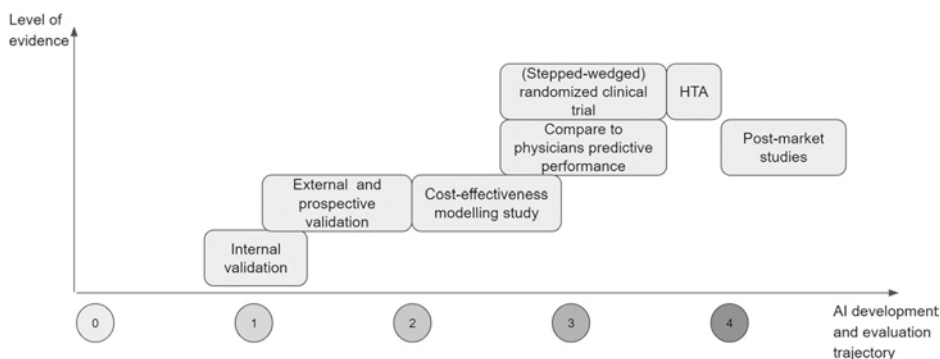 Level of
evidence
(Stepped-wedged)
randomized clinical
trial
HTA
Compare to
physicians predictive
performance
Post-market
studies
External and
prospective
validation
Cost-effectiveness
modelling study
Internal
validation
0
1
2
3
4
AI development
and evaluation
trajectory